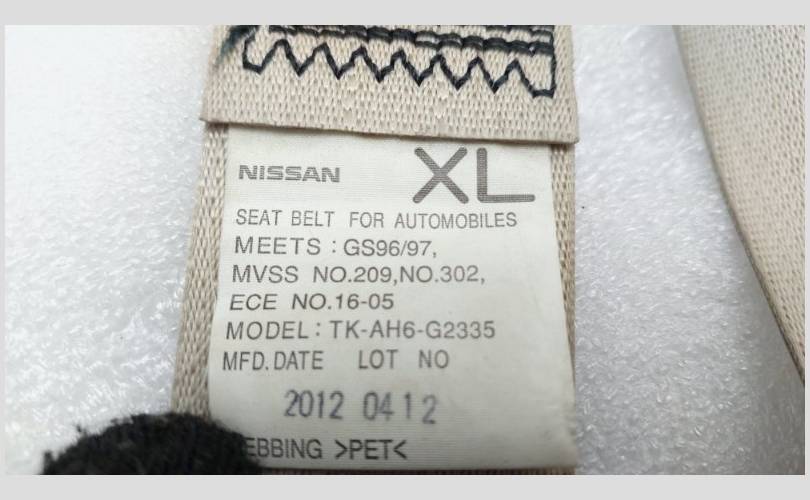 NISSAN XL
SEAT BELT FOR AUTOMOBILES
MEETS : GS96/97,
MVSS NO.209,NO.302,
ECE NO.16-05
MODEL : TK-AH6-G2335
MFD.DATE LOT NO
2012 0412
EBBING >PET<